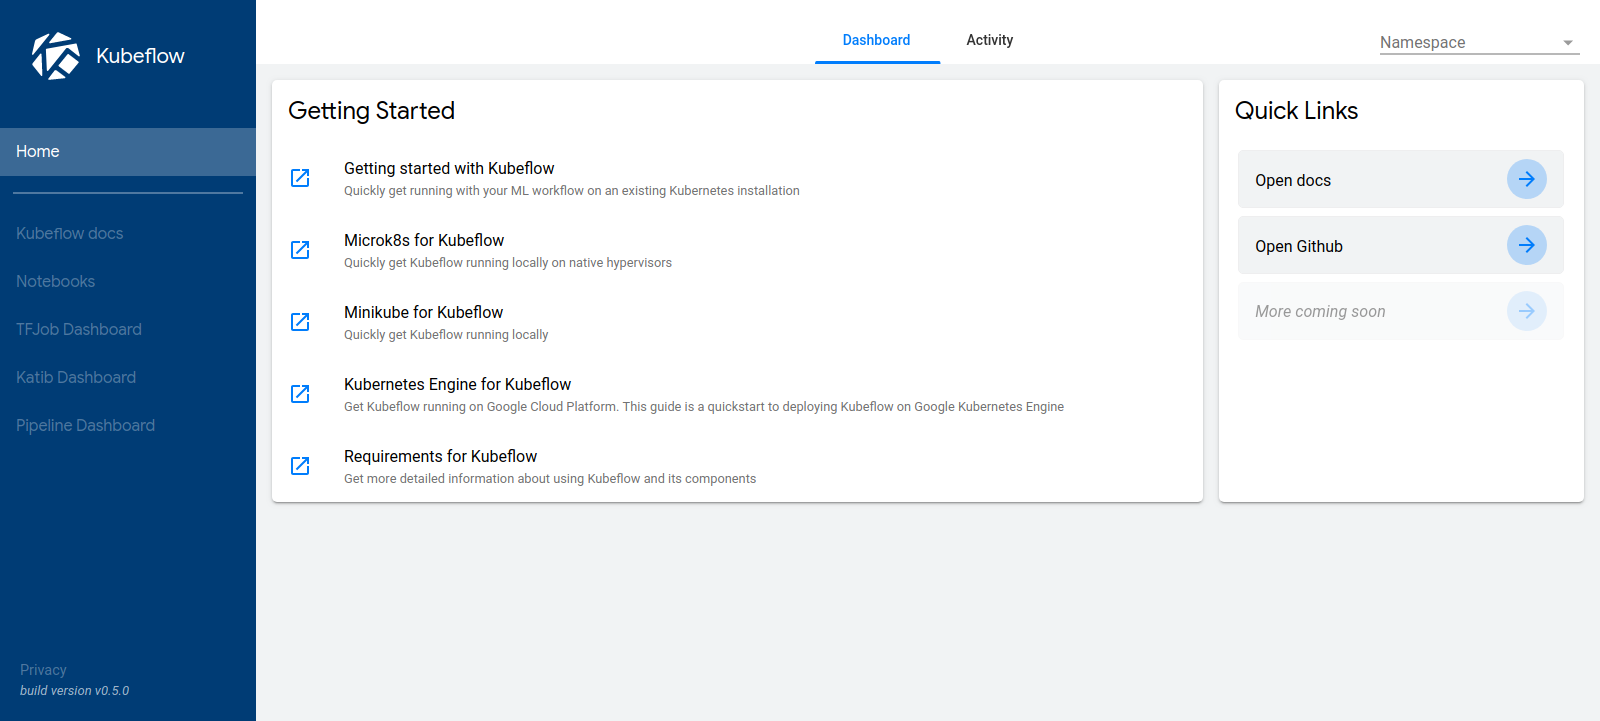 Kubeflow
Home
Kubeflow docs
Notebooks
TFJob Dashboard
Katib Dashboard
Pipeline Dashboard
Privacy
build version v0.5.0
Dashboard
Activity
Namespace
Getting Started
Getting started with Kubeflow
Quickly get running with your ML workflow on an existing Kubernetes installation
Microk8s for Kubeflow
Quickly get Kubeflow running locally on native hypervisors
Minikube for Kubeflow
Quickly get Kubeflow running locally
Kubernetes Engine for Kubeflow
Get Kubeflow running on Google Cloud Platform. This guide is a quickstart to deploying Kubeflow on Google Kubernetes Engine
Requirements for Kubeflow
Get more detailed information about using Kubeflow and its components
Quick Links
Open docs
Open Github
More coming soon